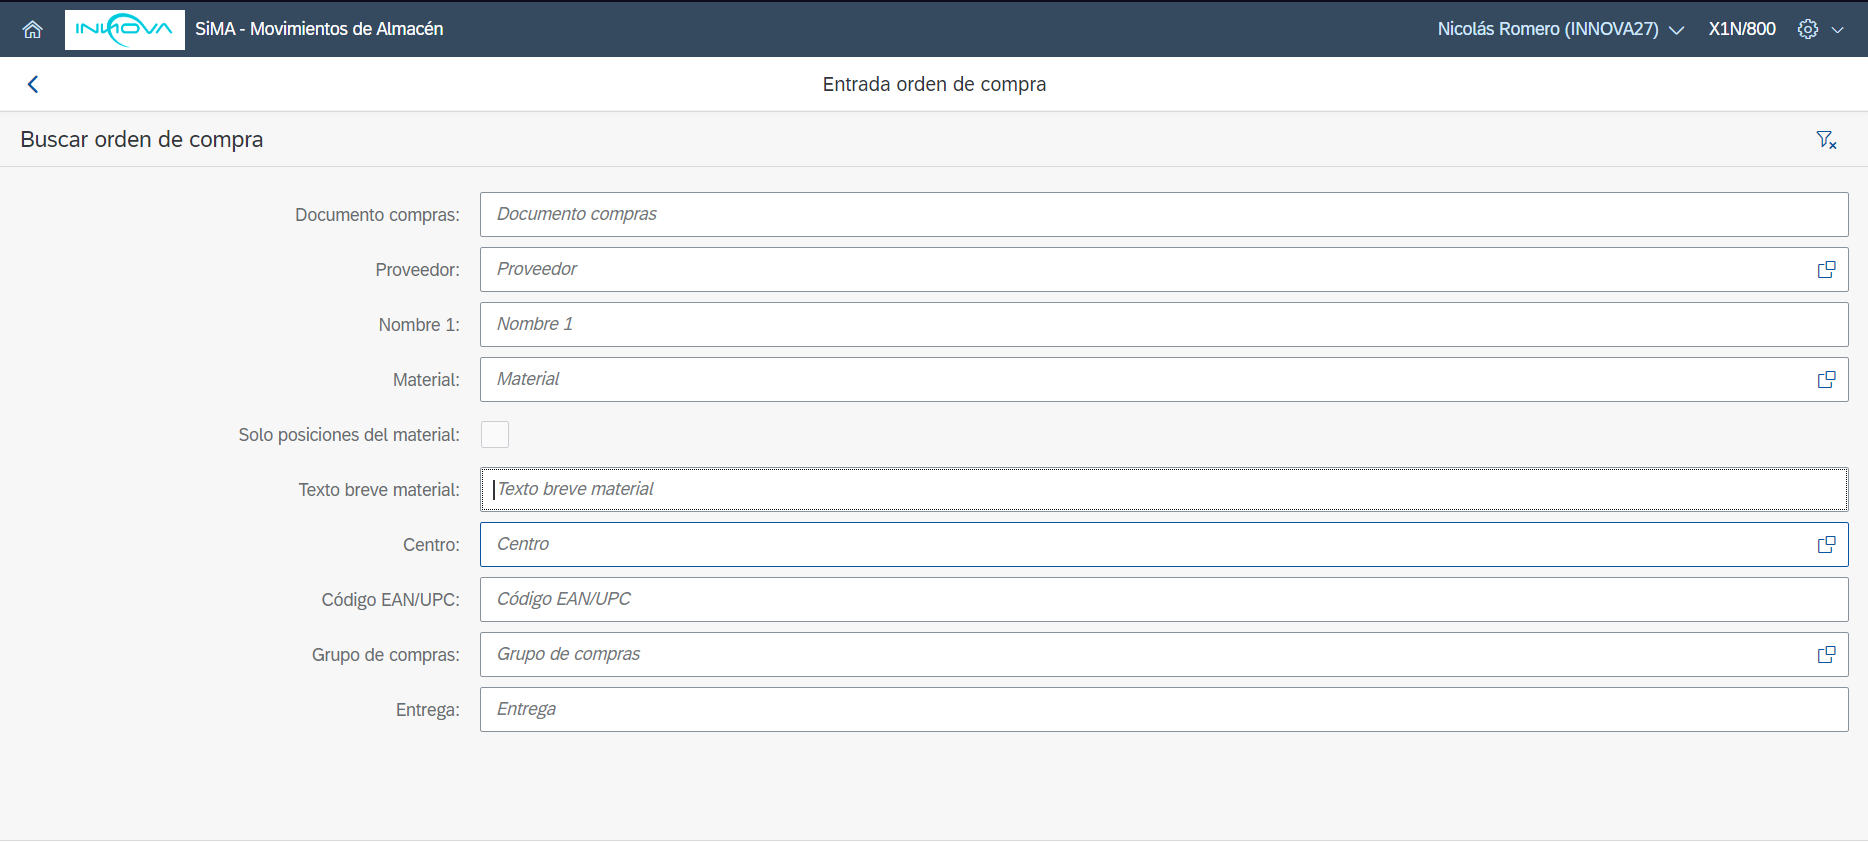 INNOVA SiMA - Movimientos de Almacén Nicolás Romero (INNOVA27) X1N/800
Entrada orden de compra
Buscar orden de compra
Documento compras: Documento compras
Proveedor: Proveedor
Nombre 1: Nombre 1
Material: Material
Solo posiciones del material:
Texto breve material: Texto breve material
Centro: Centro
Código EAN/UPC: Código EAN/UPC
Grupo de compras: Grupo de compras
Entrega: Entrega